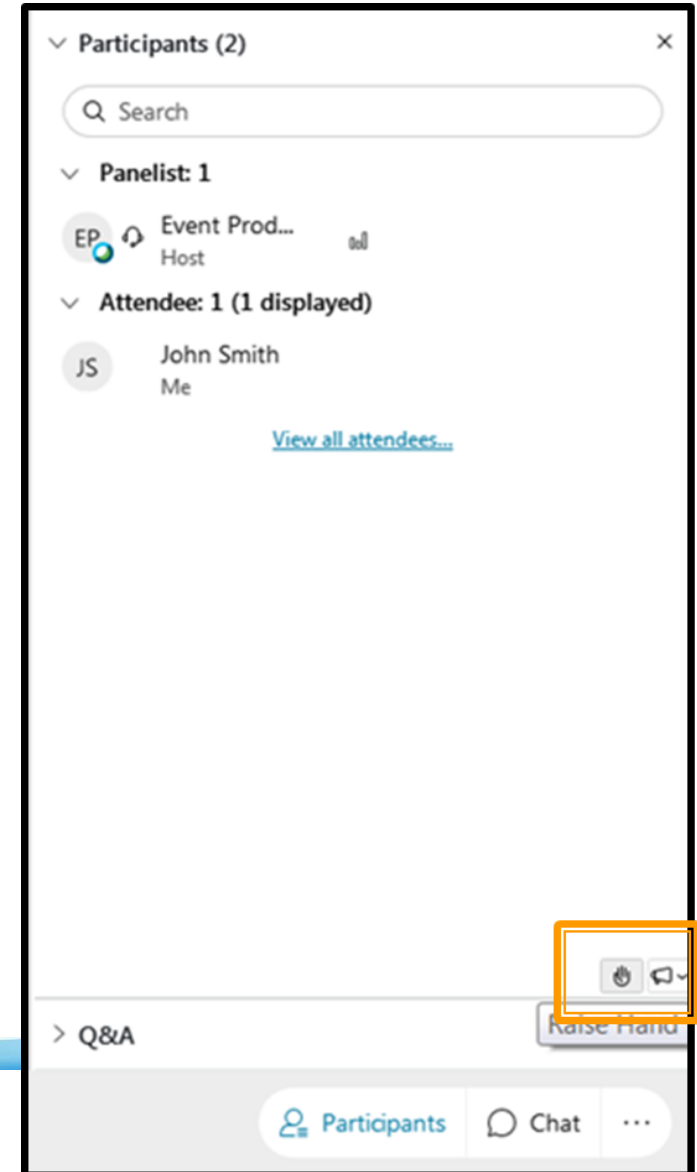 Participants (2)
Search
Panelist: 1
EP
Event Prod...
Host
Attendee: 1 (1 displayed)
JS
John Smith
Me
View all attendees...
Raise Hand
Q&A
Participants
Chat